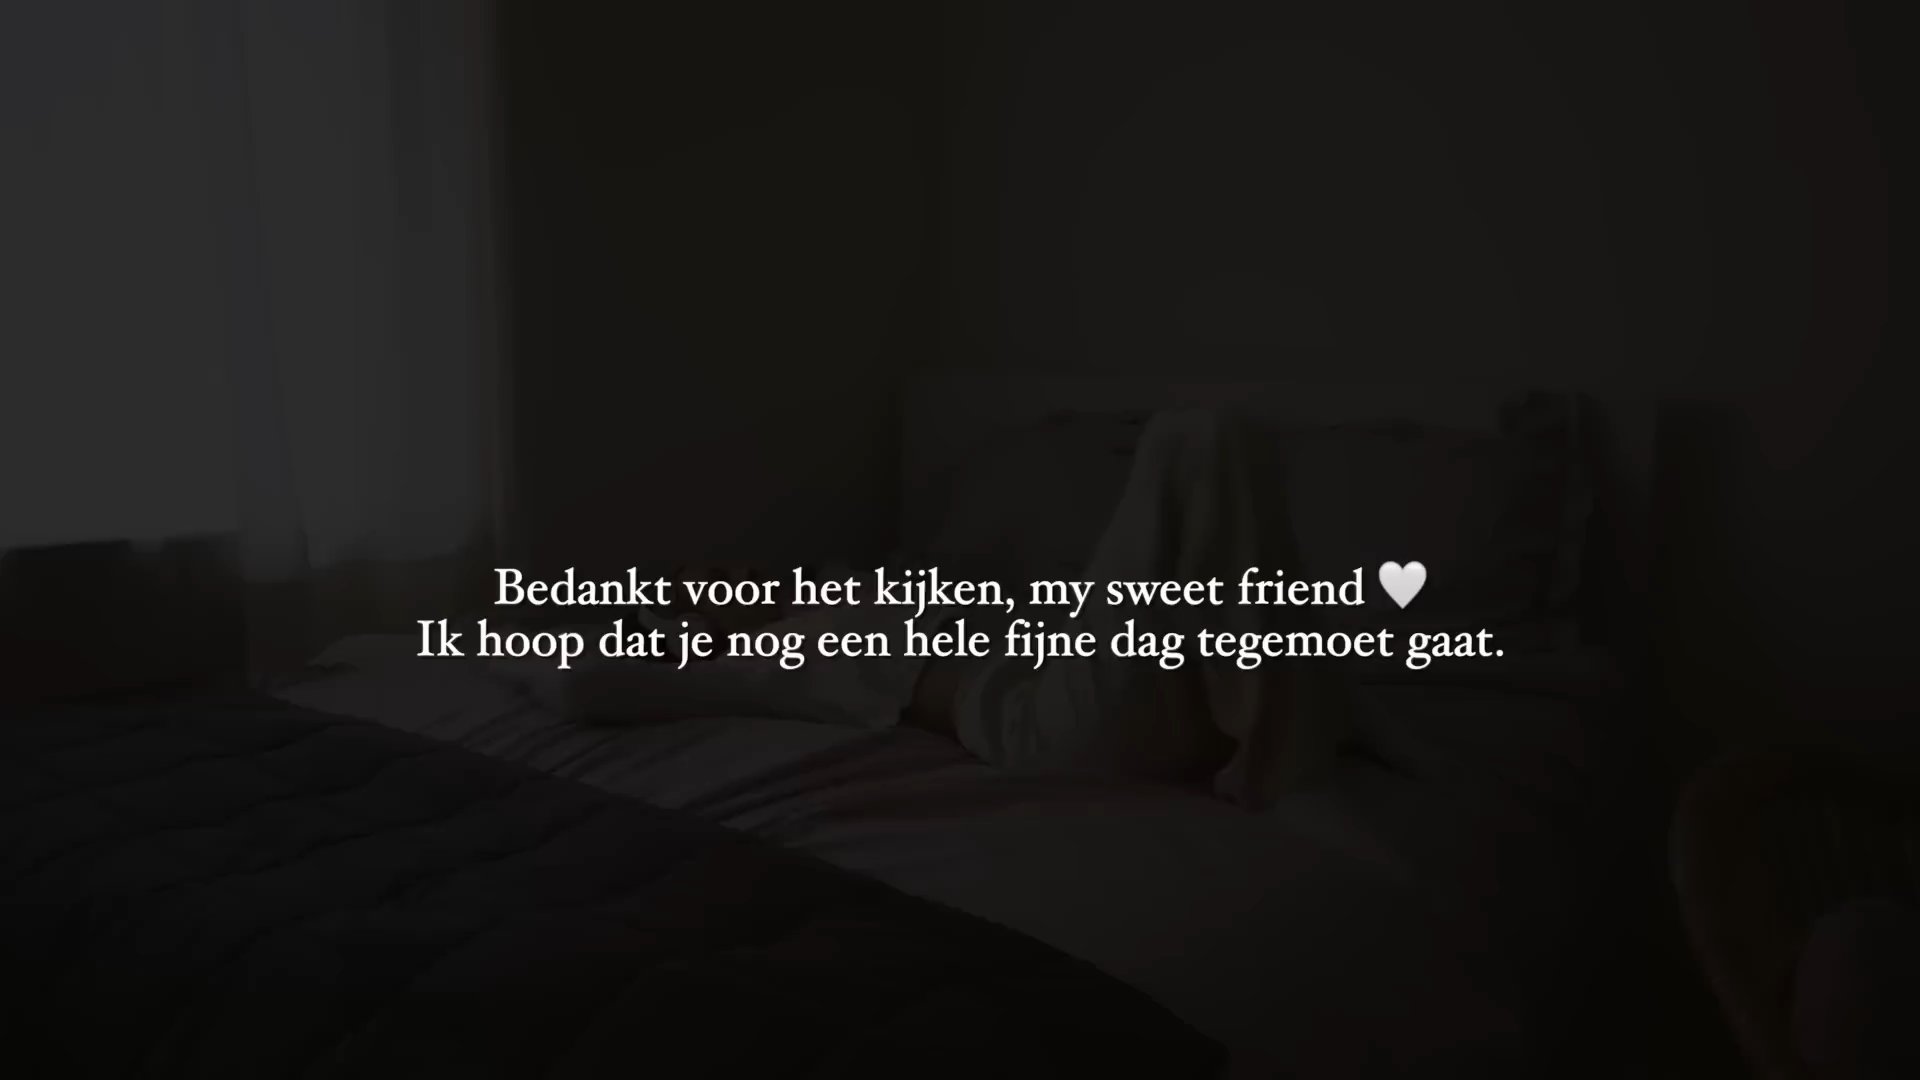 Bedankt voor het kijken, my sweet friend 🤍
Ik hoop dat je nog een hele fijne dag tegemoet gaat.